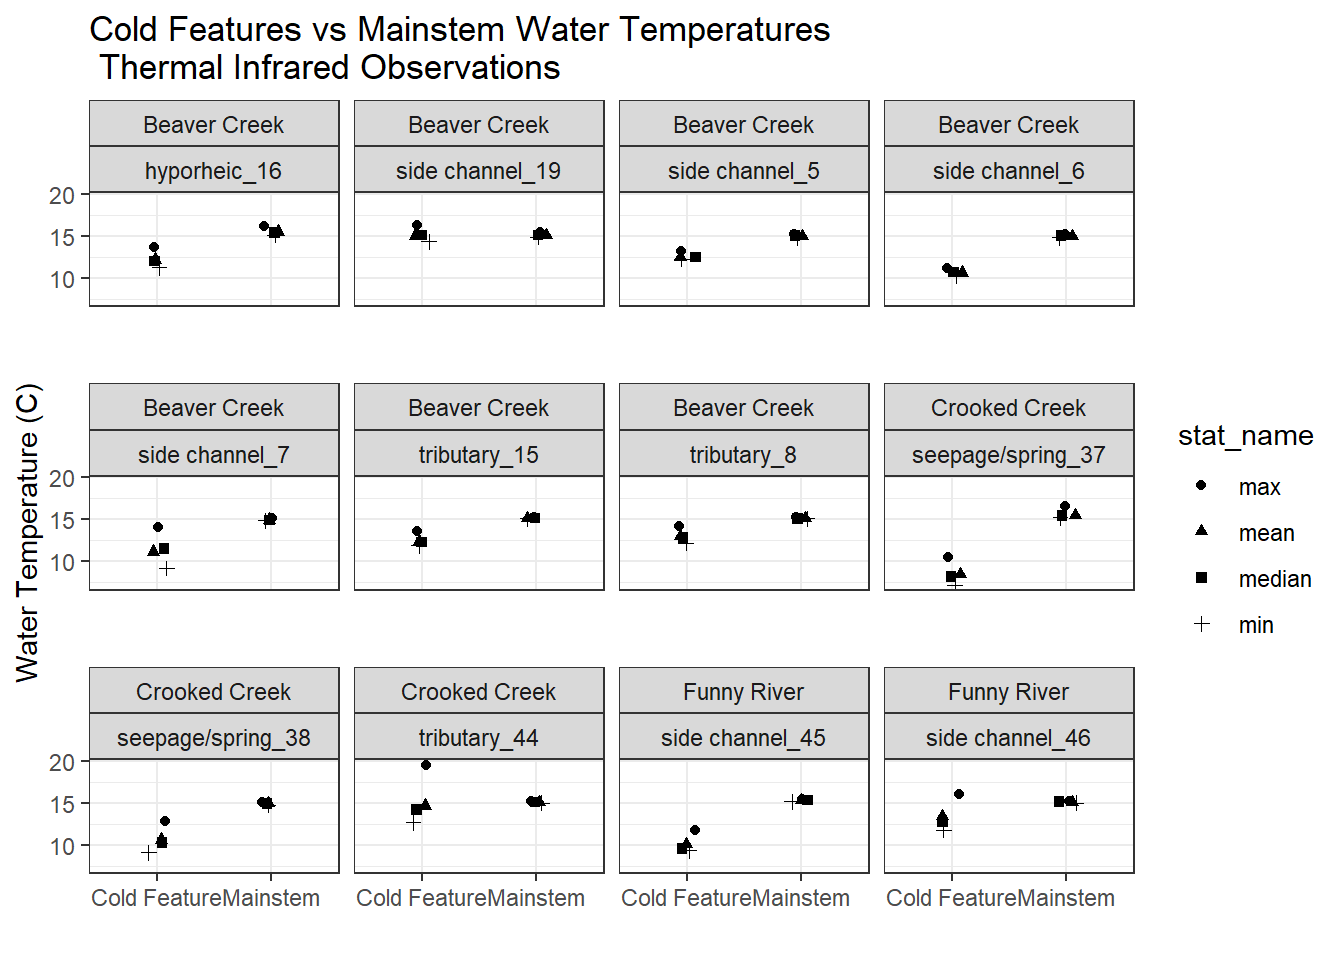 Cold Features vs Mainstem Water Temperatures
Thermal Infrared Observations
Beaver Creek
hyporheic_16
Beaver Creek
side channel_19
Beaver Creek
side channel_5
Beaver Creek
side channel_6
20
15
10
Beaver Creek
side channel_7
Beaver Creek
tributary_15
Beaver Creek
tributary_8
Crooked Creek
seepage/spring_37
20
15
10
Crooked Creek
seepage/spring_38
Crooked Creek
tributary_44
Funny River
side channel_45
Funny River
side channel_46
20
15
10
Cold Feature
Mainstem
Cold Feature
Mainstem
Cold Feature
Mainstem
Cold Feature
Mainstem
Water Temperature (C)
stat_name
max
mean
median
min